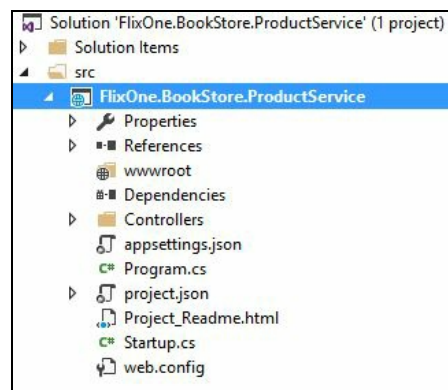 Solution 'FlixOne.BookStore.ProductService' (1 project)
Solution Items
src
FlixOne.BookStore.ProductService
Properties
References
wwwroot
Dependencies
Controllers
appsettings.json
C# Program.cs
project.json
Project_Readme.html
C# Startup.cs
web.config